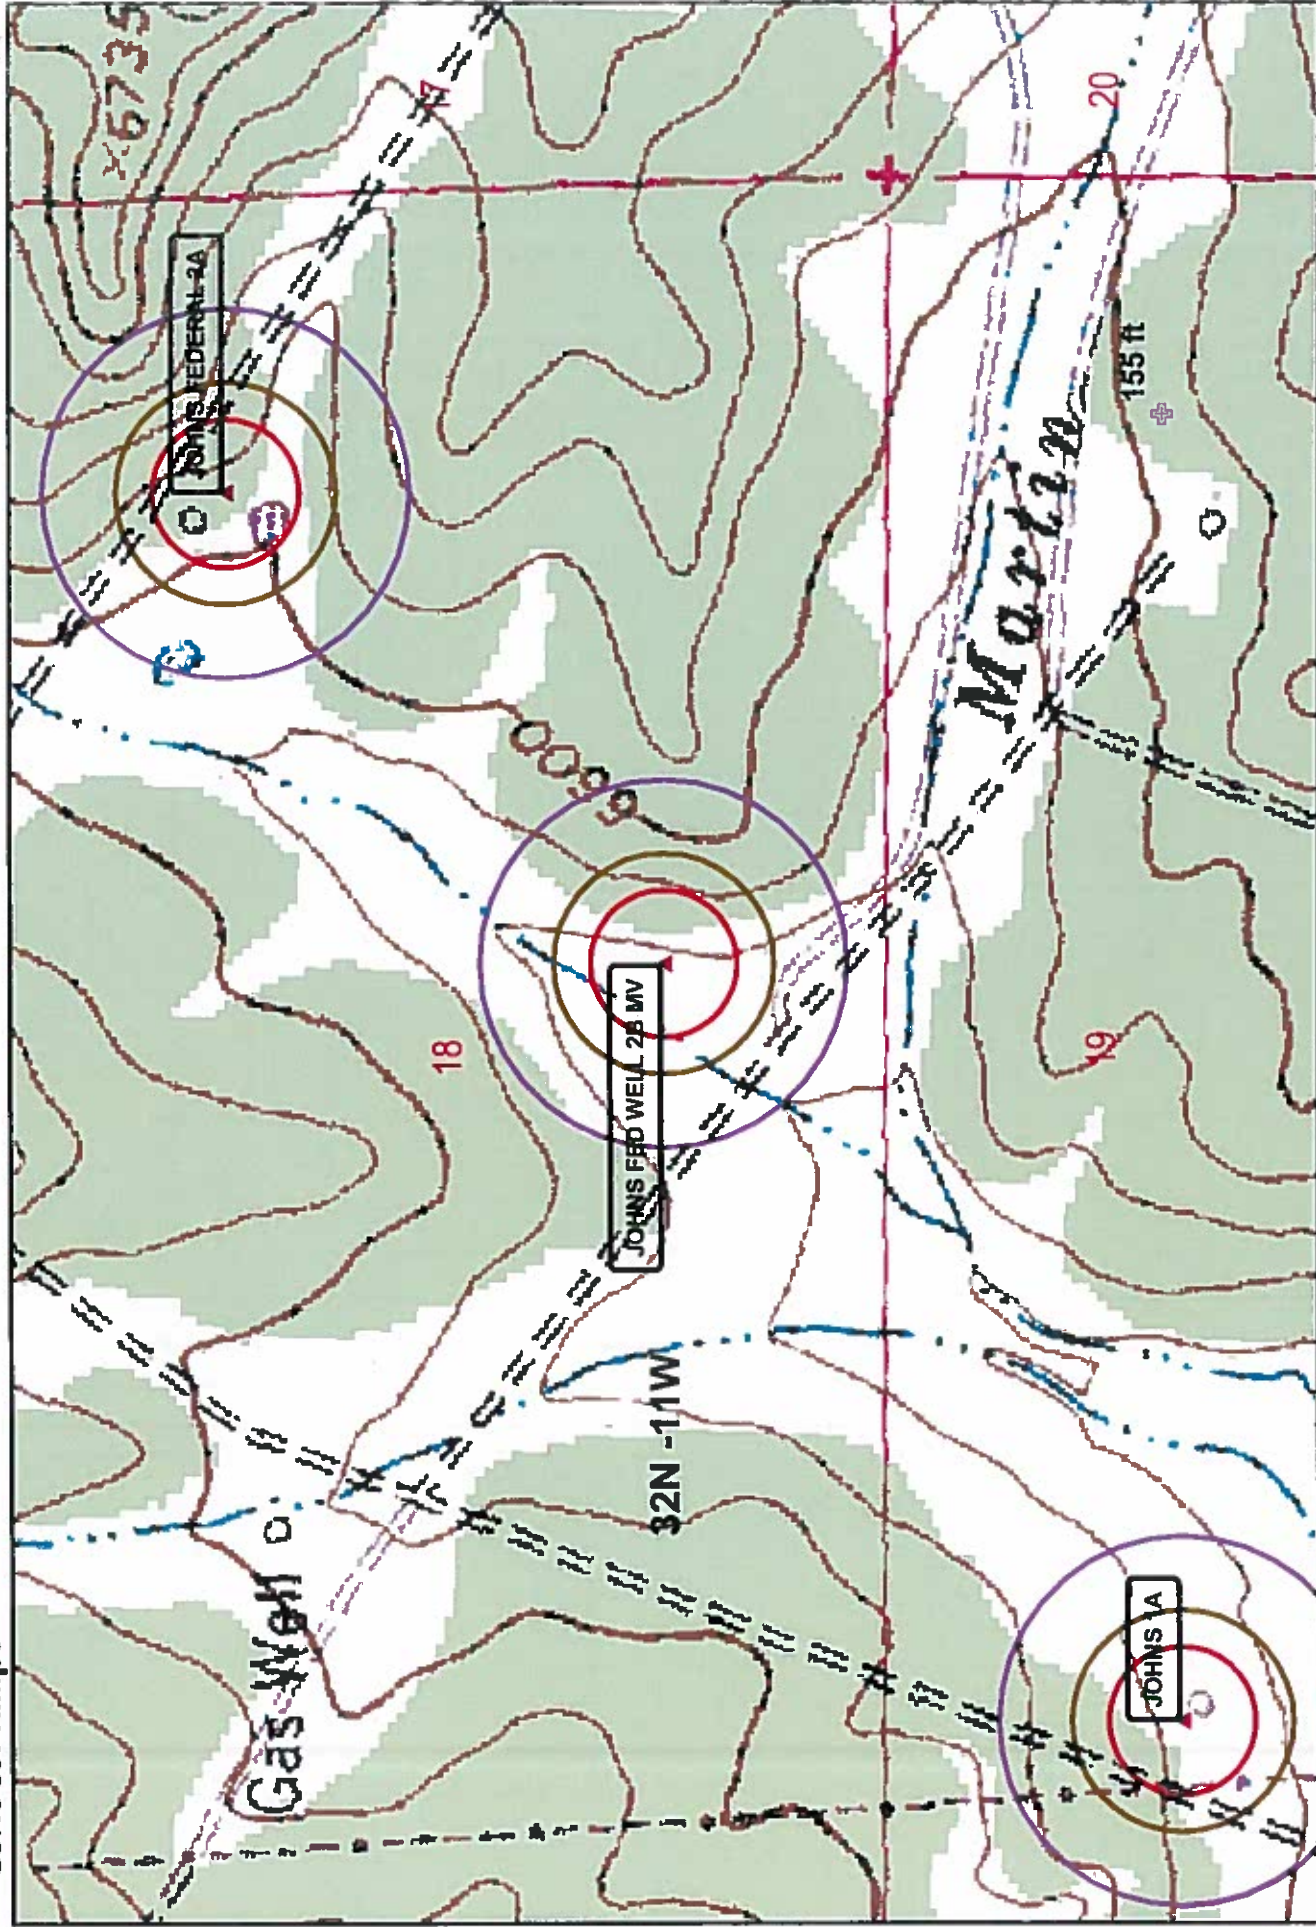 ×6735
17
JOHNS FEDERAL 2A
20
155 ft
Martin
6600
18
JOHNS FED WELL 2B MV
19
32N -11W
Gas Well
JOHNS 1A